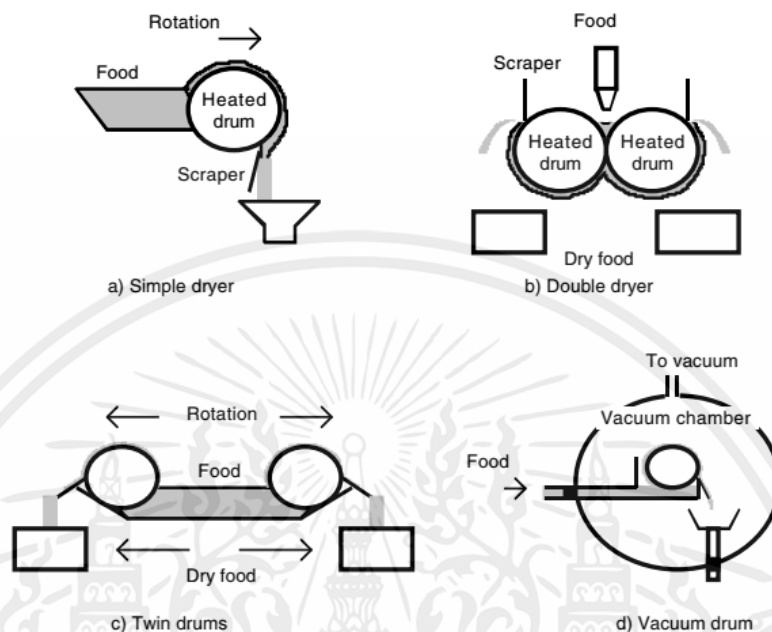 Rotation
Food
Heated
drum
Scraper
a) Simple dryer
Food
Scraper
Heated
drum
Heated
drum
Dry food
b) Double dryer
Rotation
Food
Dry food
c) Twin drums
To vacuum
Vacuum chamber
Food
d) Vacuum drum